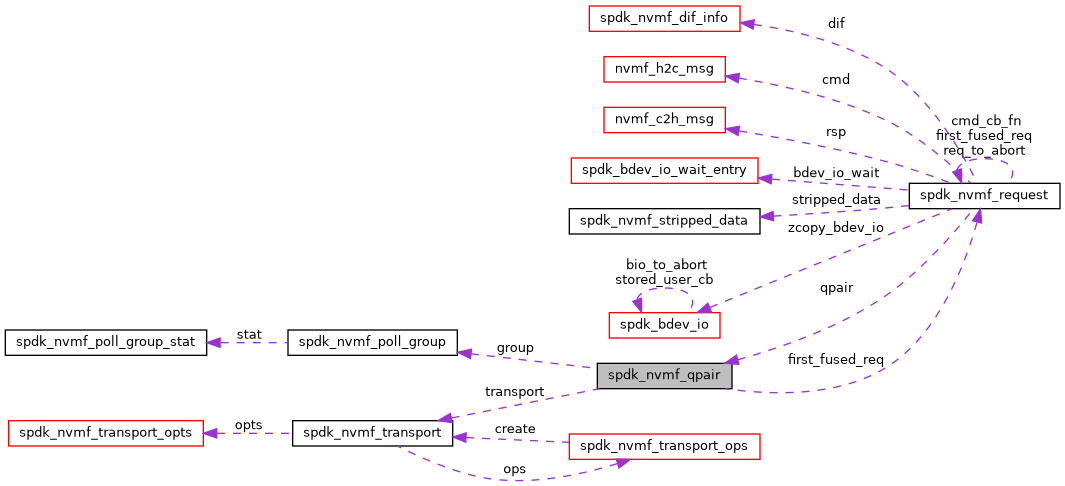 spdk_nvmf_dif_info
dif
nvmf_h2c_msg
cmd
nvmf_c2h_msg
rsp
cmd_cb_fn
first_fused_req
req_to_abort
spdk_bdev_io_wait_entry
bdev_io_wait
spdk_nvmf_request
stripped_data
spdk_nvmf_stripped_data
zcopy_bdev_io
bio_to_abort
stored_user_cb
qpair
spdk_bdev_io
stat
spdk_nvmf_poll_group_stat
spdk_nvmf_poll_group
group
first_fused_req
spdk_nvmf_qpair
transport
opts
create
spdk_nvmf_transport_opts
spdk_nvmf_transport
spdk_nvmf_transport_ops
ops